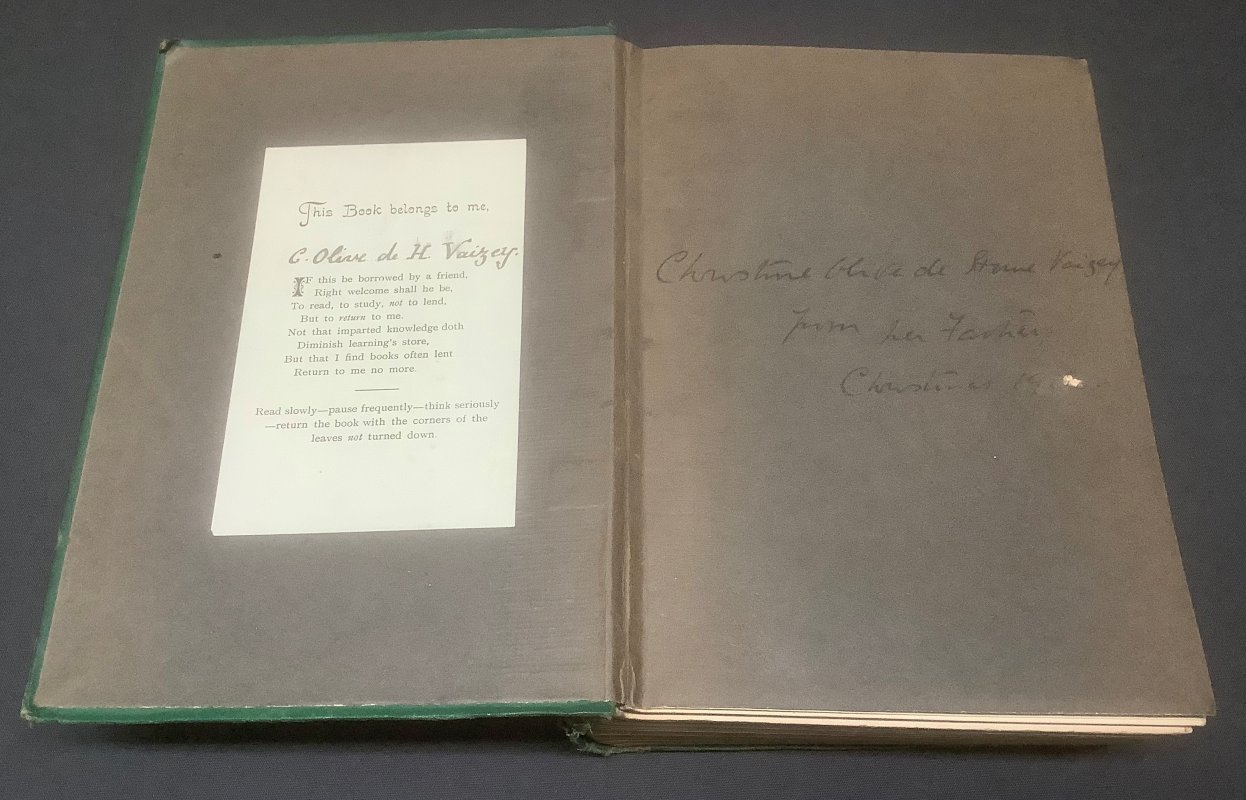 This Book belongs to me,
C. Olive de H. Vaizey.
IF this be borrowed by a friend,
Right welcome shall he be,
To read, to study, not to lend,
But to return to me.
Not that imparted knowledge doth
Diminish learning's store,
But that I find books often lent
Return to me no more.
Read slowly—pause frequently—think seriously
—return the book with the corners of the
leaves not turned down.
Christine Olive de Horne Vaizey
from her Father
Christmas